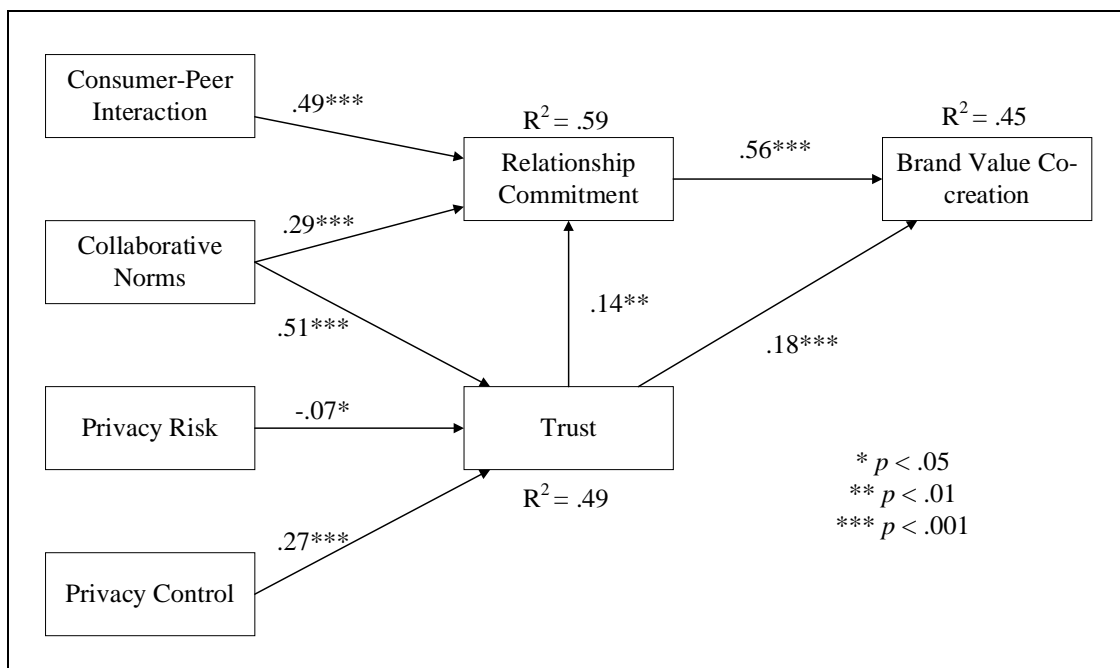 Consumer-Peer
Interaction
.49***
R² = .59
Relationship
Commitment
.56***
R² = .45
Brand Value Co-
creation
Collaborative
Norms
.29***
.51***
.14**
.18***
Privacy Risk
-.07*
Trust
R² = .49
Privacy Control
.27***
* p < .05
** p < .01
*** p < .001